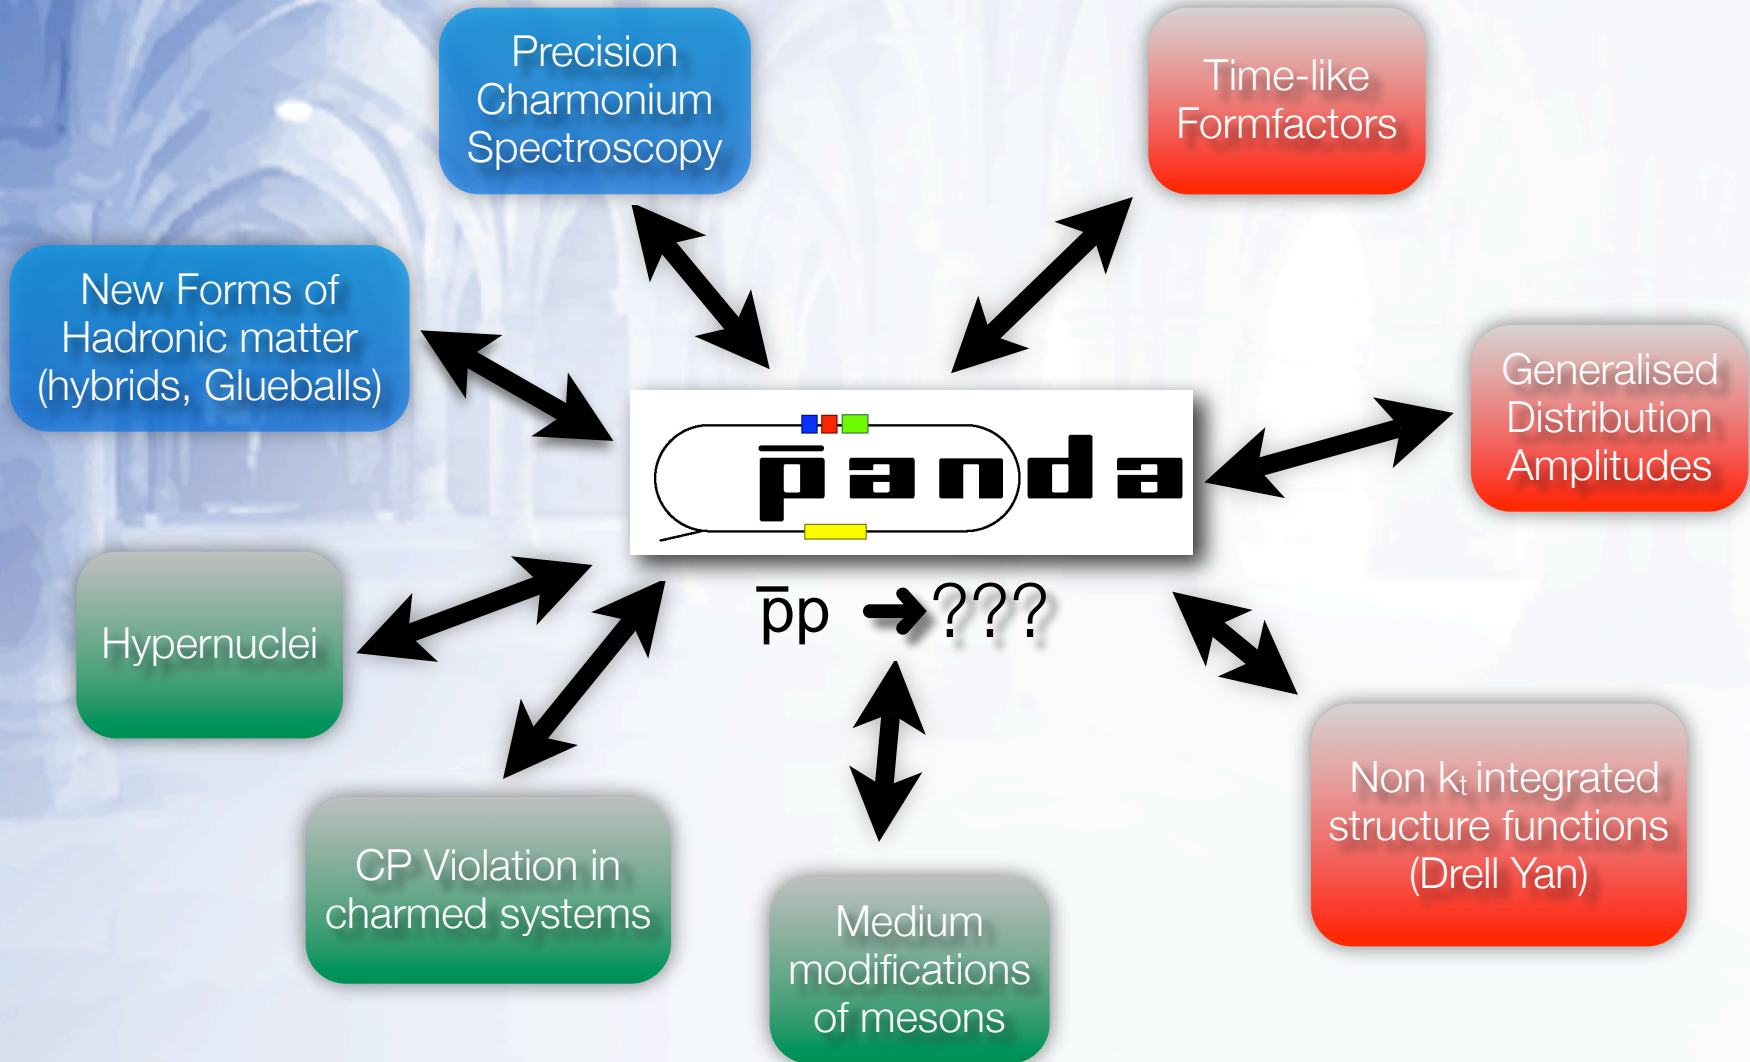 Precision
Charmonium
Spectroscopy
Time-like
Formfactors
New Forms of
Hadronic matter
(hybrids, Glueballs)
Generalised
Distribution
Amplitudes
p̅anda
p̅p ➔???
Hypernuclei
CP Violation in
charmed systems
Medium
modifications
of mesons
Non kₜ integrated
structure functions
(Drell Yan)